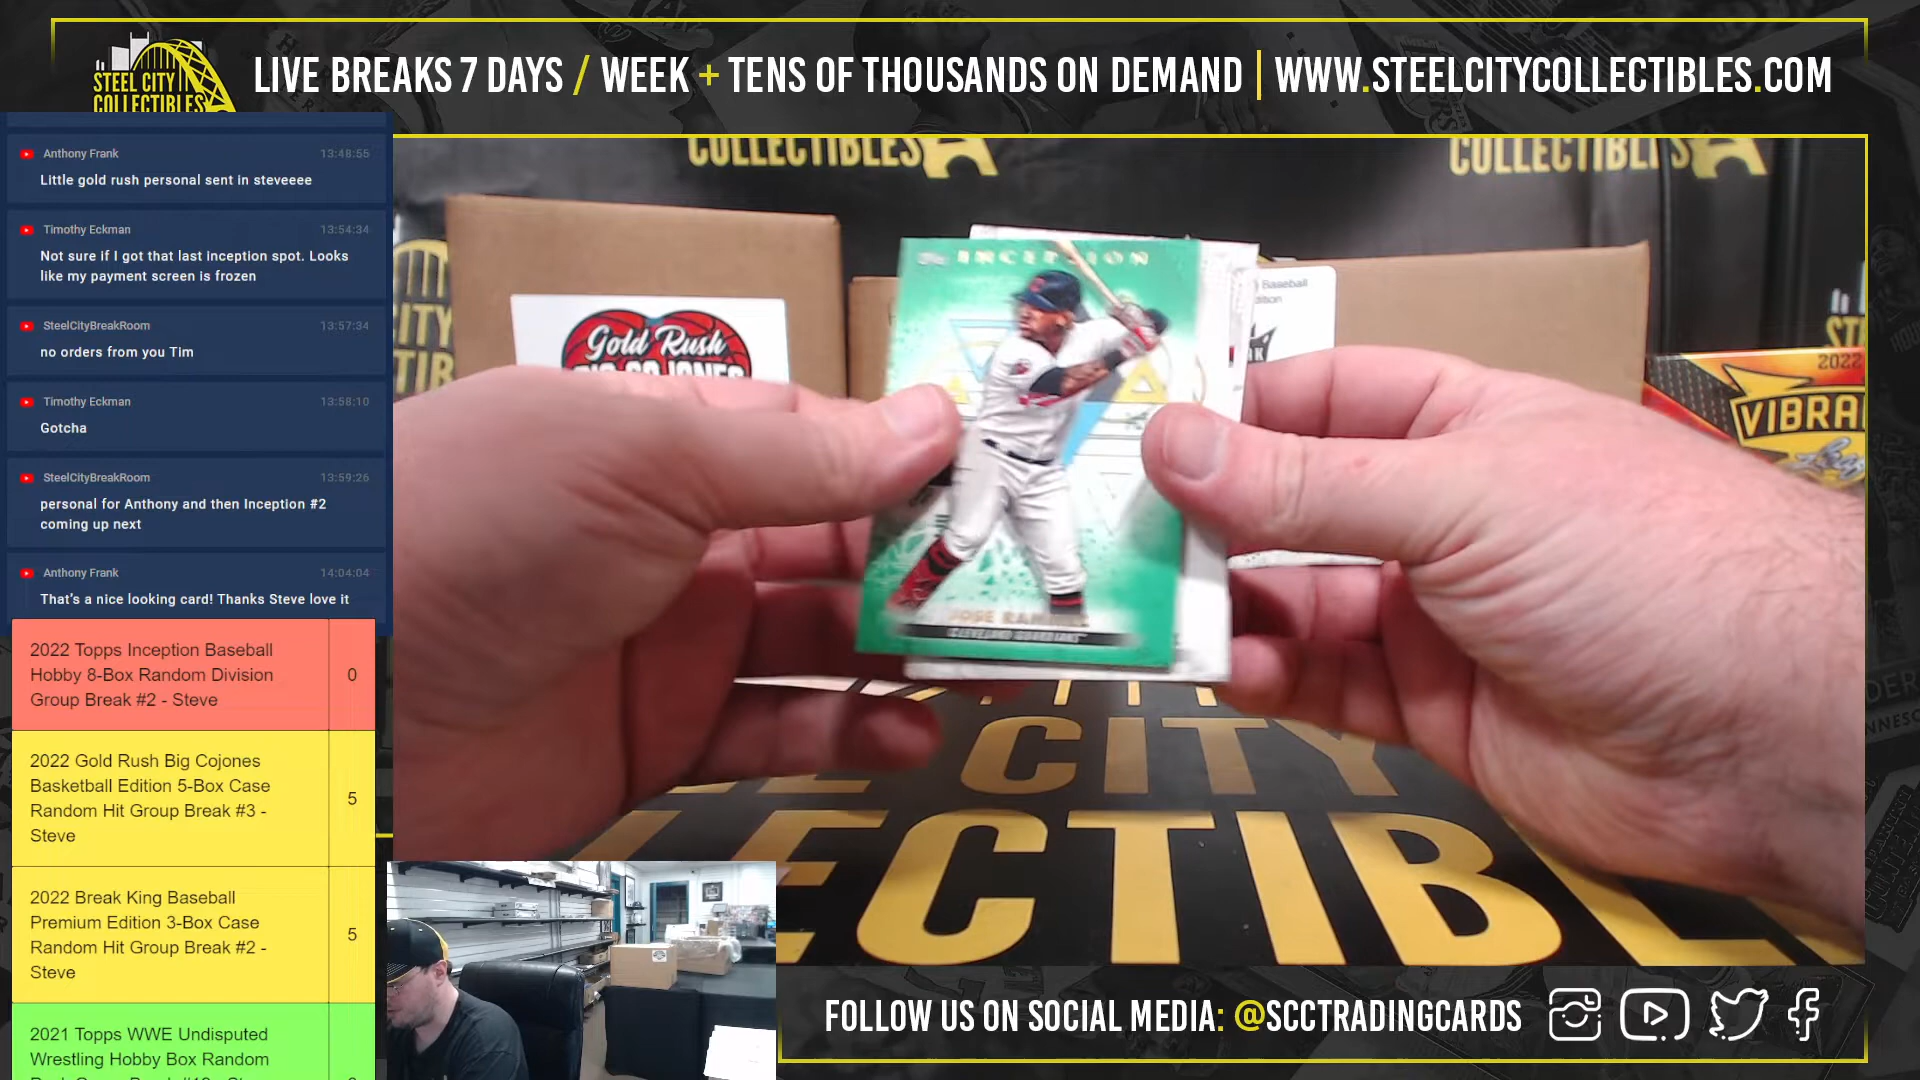 STEEL CITY
COLLECTIBLES
LIVE BREAKS 7 DAYS / WEEK + TENS OF THOUSANDS ON DEMAND | WWW.STEELCITYCOLLECTIBLES.COM
Anthony Frank 13:48:55
Little gold rush personal sent in steveeee
Timothy Eckman 13:54:34
Not sure if I got that last inception spot. Looks
like my payment screen is frozen
SteelCityBreakRoom 13:57:34
no orders from you Tim
Timothy Eckman 13:58:10
Gotcha
SteelCityBreakRoom 13:59:26
personal for Anthony and then Inception #2
coming up next
Anthony Frank 14:04:04
That's a nice looking card! Thanks Steve love it
2022 Topps Inception Baseball
Hobby 8-Box Random Division
Group Break #2 - Steve
0
2022 Gold Rush Big Cojones
Basketball Edition 5-Box Case
Random Hit Group Break #3 -
Steve
5
2022 Break King Baseball
Premium Edition 3-Box Case
Random Hit Group Break #2 -
Steve
5
2021 Topps WWE Undisputed
Wrestling Hobby Box Random
COLLECTIBLES
Gold Rush
INCEPTION
Baseball
2022
CITY
FOLLOW US ON SOCIAL MEDIA: @SCCTRADINGCARDS